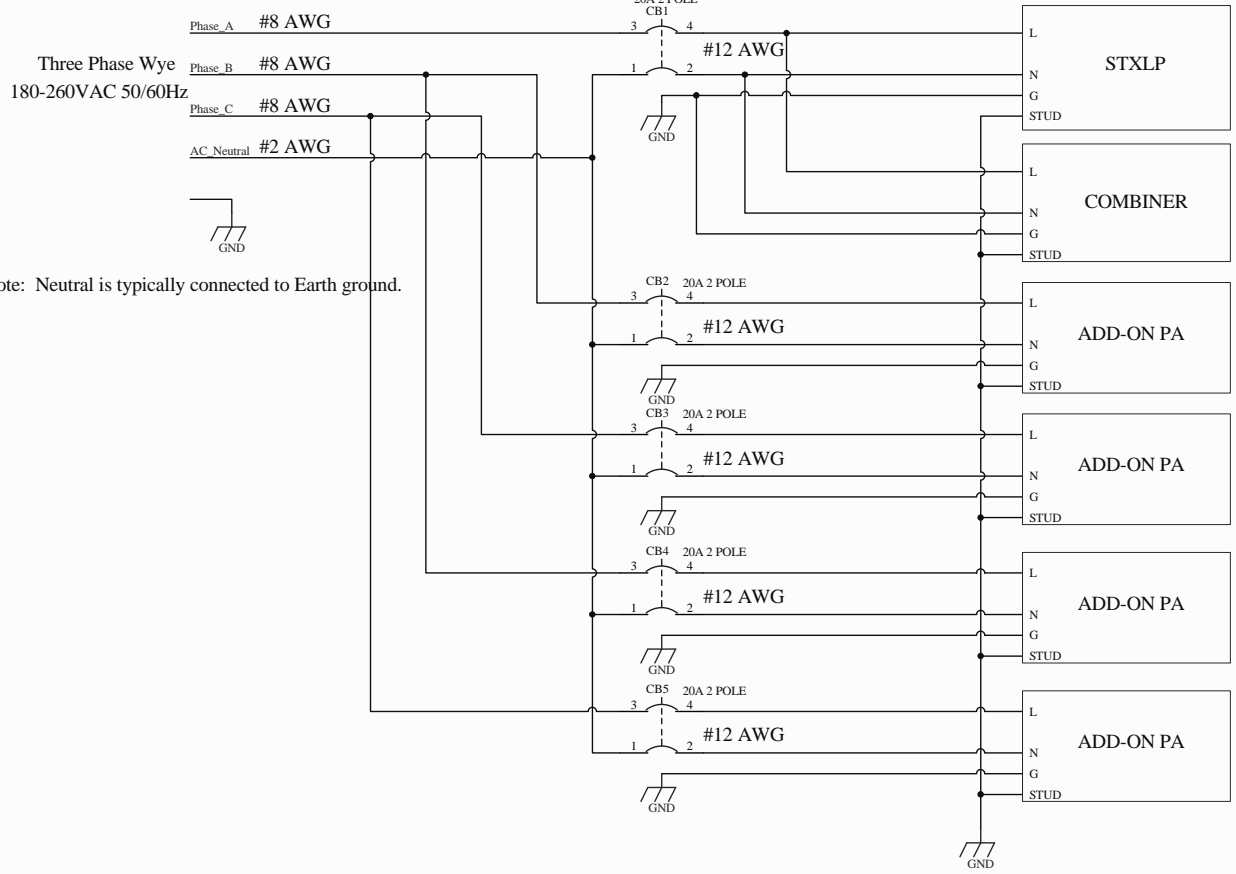 20A 2 POLE
CB1
Phase_A #8 AWG
3 4
L
#12 AWG
STXLP
Three Phase Wye
180-260VAC 50/60Hz
Phase_B #8 AWG
1 2
N
G
Phase_C #8 AWG
GND
STUD
AC_Neutral #2 AWG
L
COMBINER
N
G
GND
STUD
ote: Neutral is typically connected to Earth ground.
CB2 20A 2 POLE
3 4
L
#12 AWG
ADD-ON PA
1 2
N
G
STUD
GND
CB3 20A 2 POLE
3 4
L
#12 AWG
ADD-ON PA
1 2
N
G
STUD
GND
CB4 20A 2 POLE
3 4
L
#12 AWG
ADD-ON PA
1 2
N
G
STUD
GND
CB5 20A 2 POLE
3 4
L
#12 AWG
ADD-ON PA
1 2
N
G
STUD
GND
GND